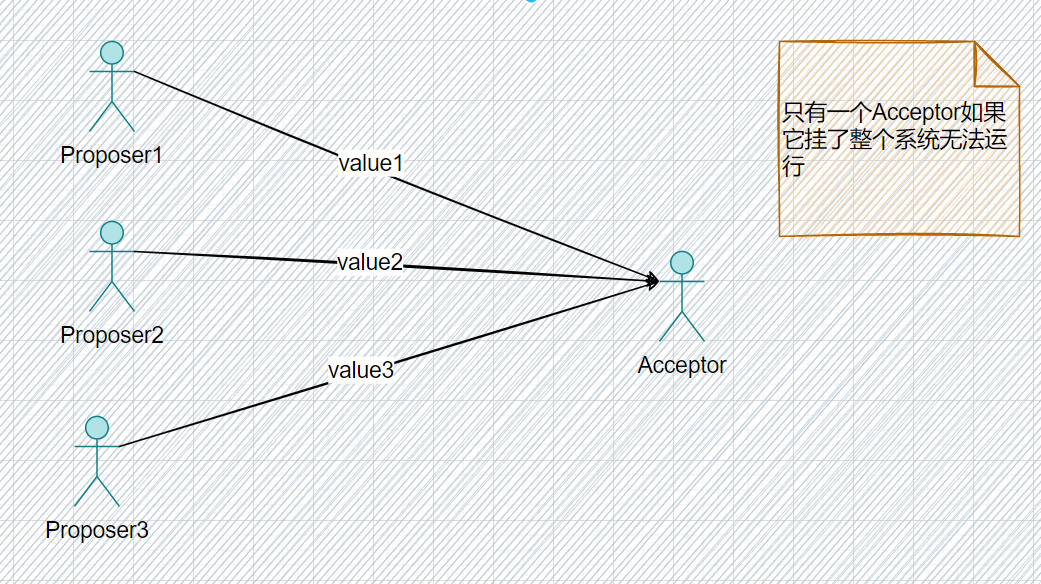 Proposer1
value1
只有一个Acceptor如果
它挂了整个系统无法运
行
Proposer2
value2
Acceptor
value3
Proposer3